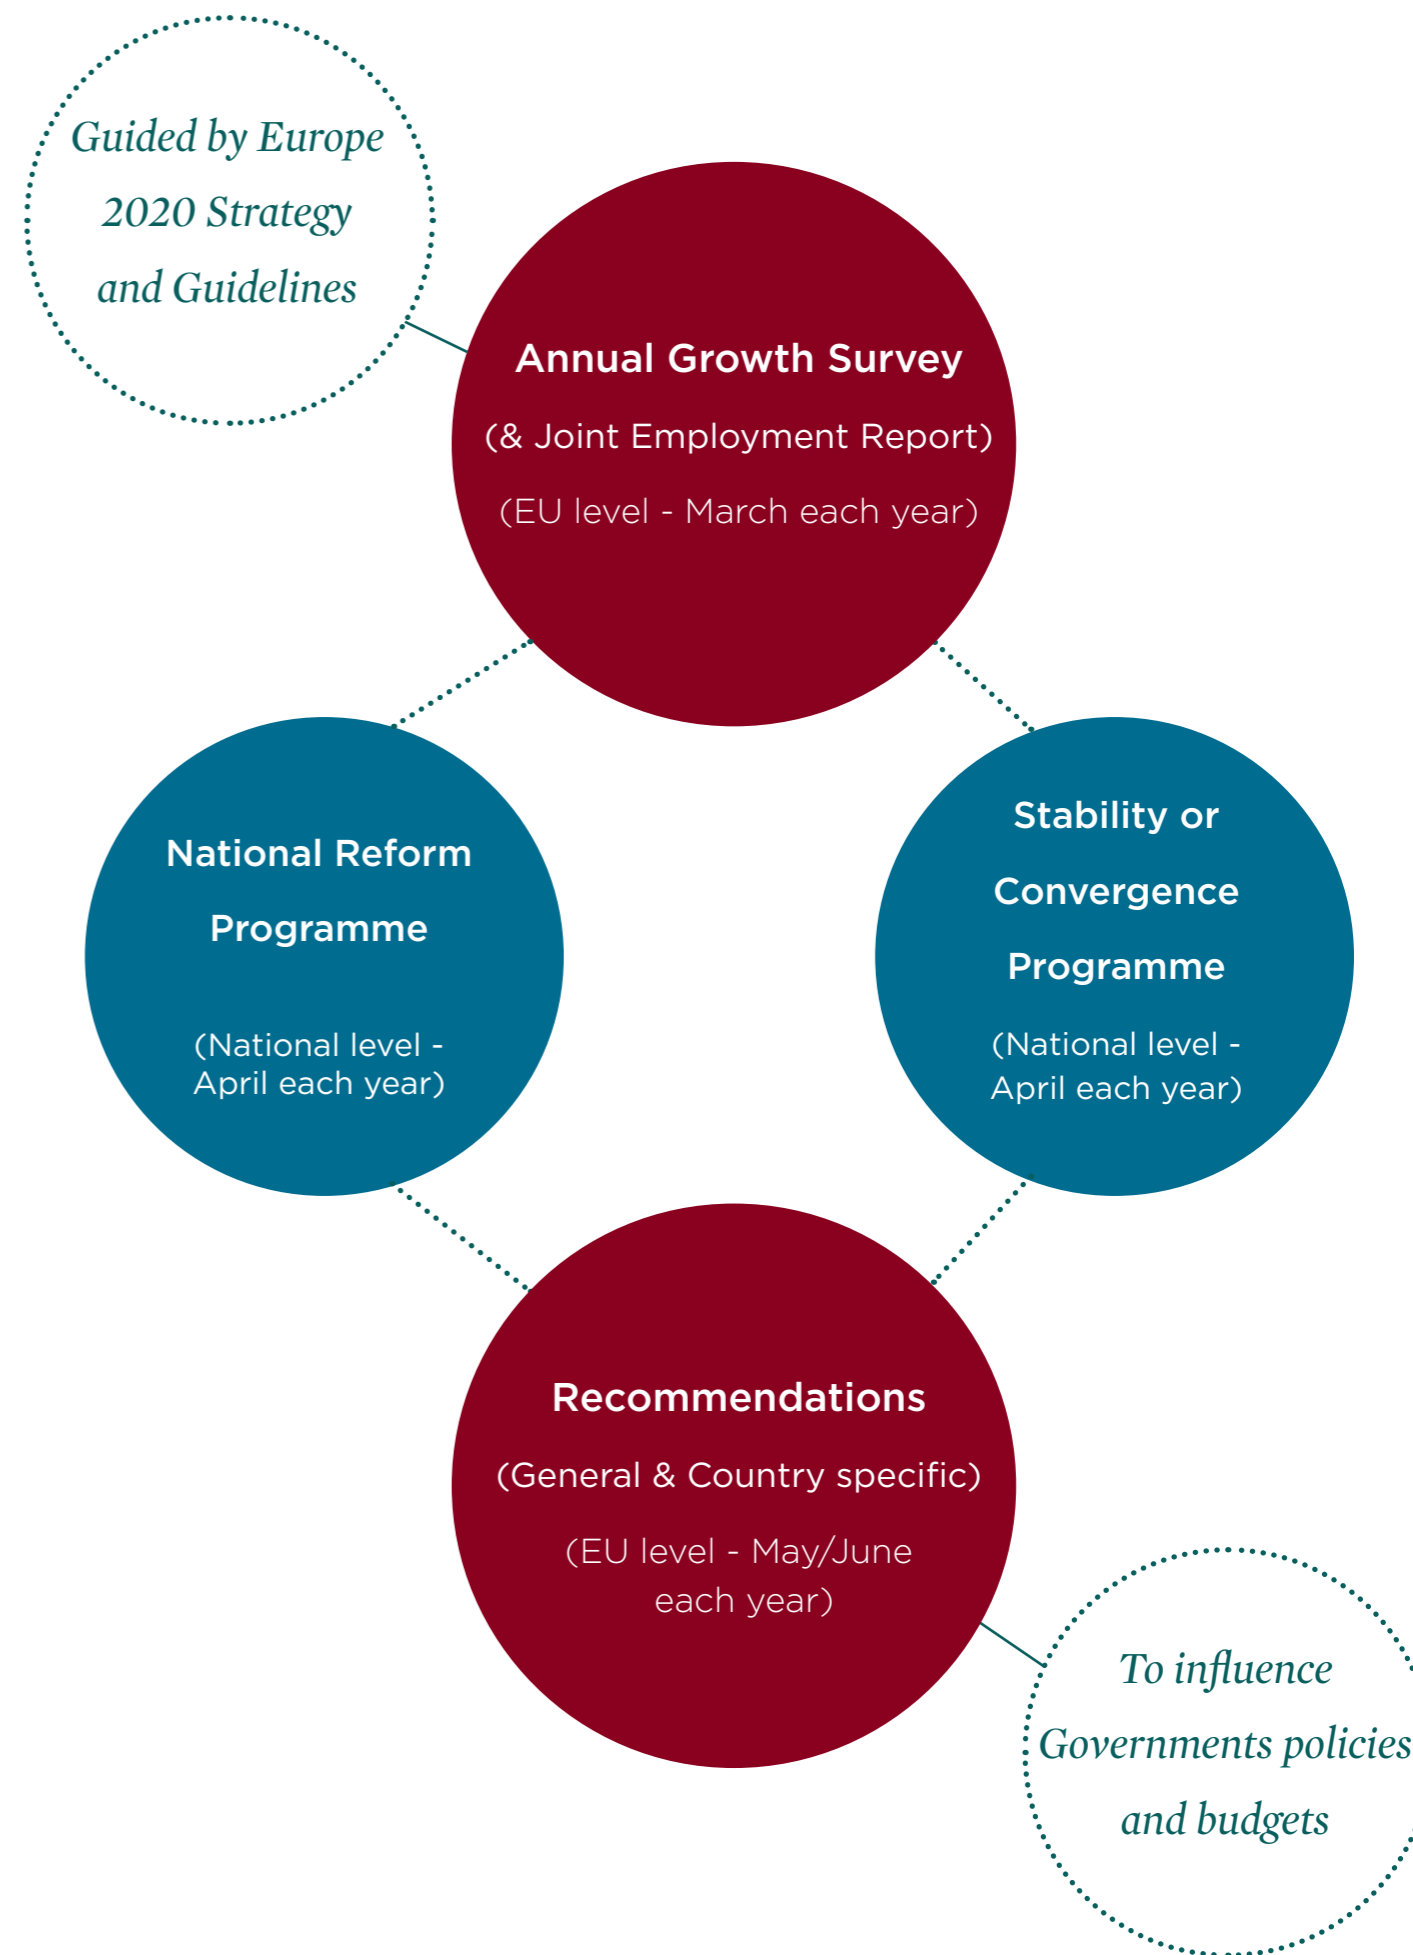 Guided by Europe
2020 Strategy
and Guidelines
Annual Growth Survey
(& Joint Employment Report)
(EU level - March each year)
National Reform
Programme
(National level -
April each year)
Stability or
Convergence
Programme
(National level -
April each year)
Recommendations
(General & Country specific)
(EU level - May/June
each year)
To influence
Governments policies
and budgets